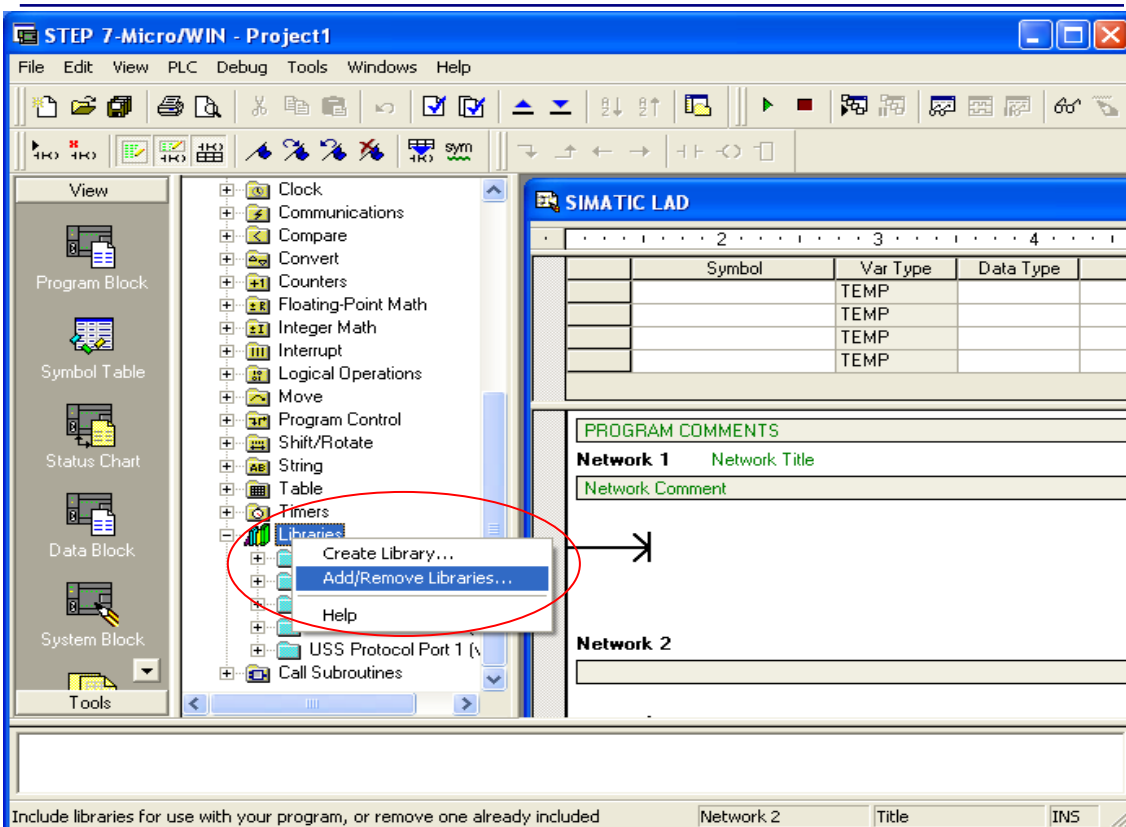 STEP 7-Micro/WIN - Project1
File Edit View PLC Debug Tools Windows Help
sym
View
Program Block
Symbol Table
Status Chart
Data Block
System Block
Tools
Clock
Communications
Compare
Convert
Counters
Floating-Point Math
Integer Math
Interrupt
Logical Operations
Move
Program Control
Shift/Rotate
String
Table
Timers
Libraries
Create Library...
Add/Remove Libraries...
Help
USS Protocol Port 1 (v
Call Subroutines
SIMATIC LAD
2 3 4
Symbol Var Type Data Type
TEMP
TEMP
TEMP
TEMP
PROGRAM COMMENTS
Network 1 Network Title
Network Comment
Network 2
Include libraries for use with your program, or remove one already included Network 2 Title INS